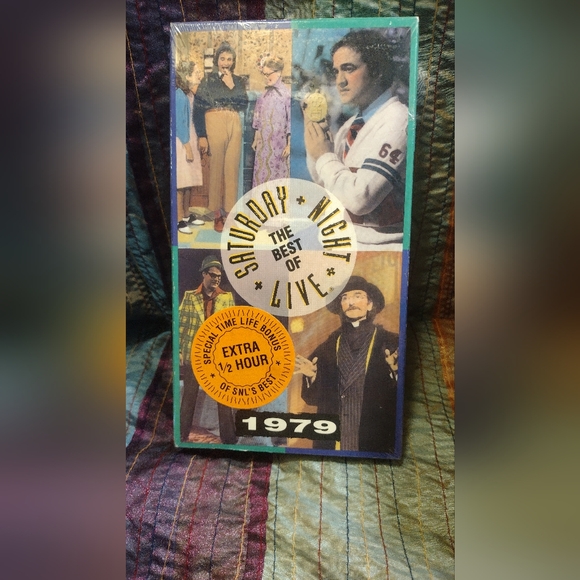 64
SATURDAY + NIGHT
THE
BEST
OF
+ LIVE +
SPECIAL TIME LIFE BONUS
EXTRA
1/2 HOUR
OF SNL'S BEST
1979